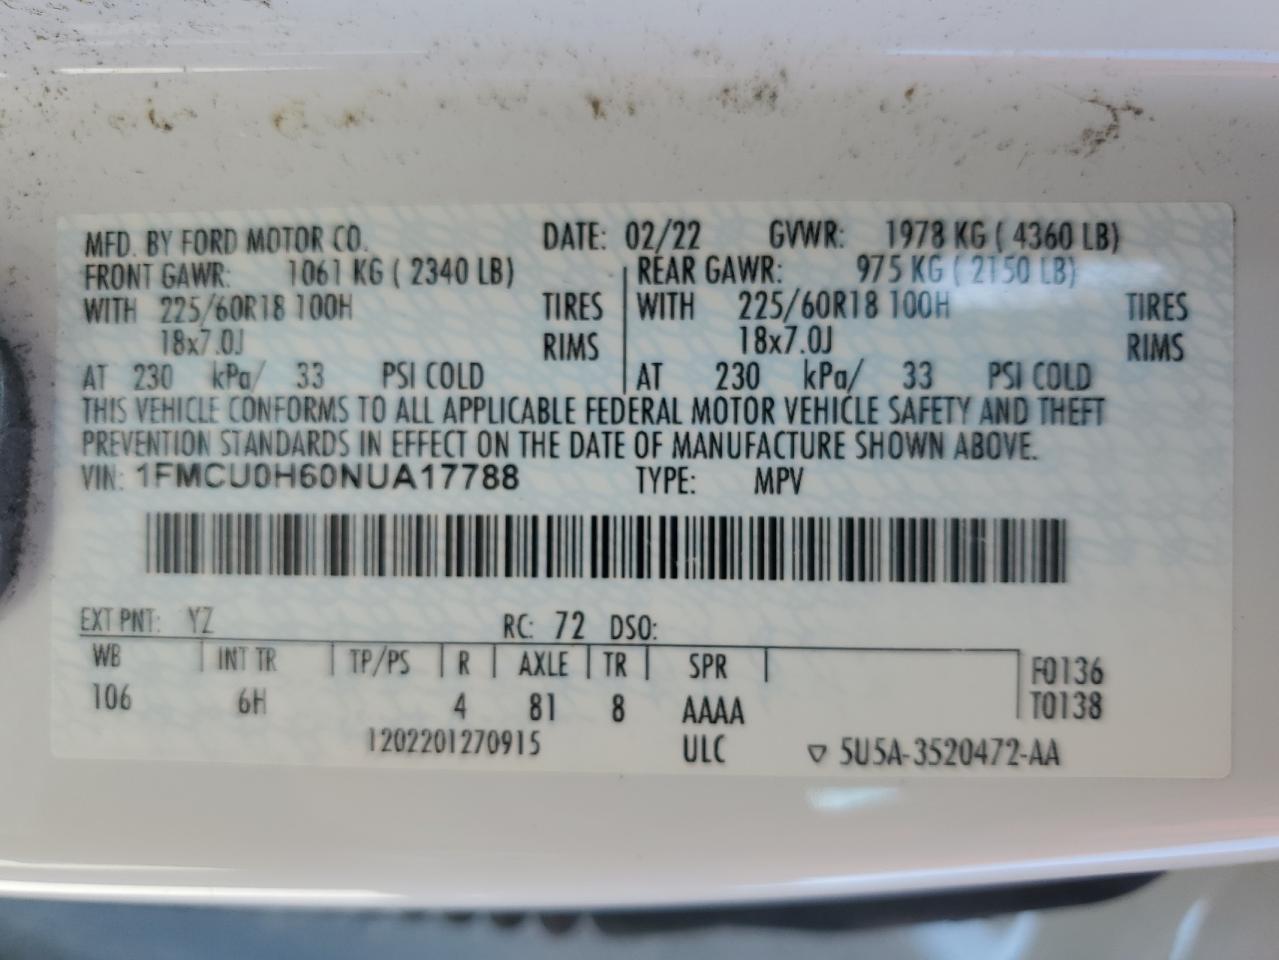 MFD. BY FORD MOTOR CO. DATE: 02/22 GVWR: 1978 KG ( 4360 LB)
FRONT GAWR: 1061 KG ( 2340 LB) REAR GAWR: 975 KG ( 2150 LB)
WITH 225/60R18 100H TIRES WITH 225/60R18 100H TIRES
18x7.0J RIMS 18x7.0J RIMS
AT 230 kPa/ 33 PSI COLD AT 230 kPa/ 33 PSI COLD
THIS VEHICLE CONFORMS TO ALL APPLICABLE FEDERAL MOTOR VEHICLE SAFETY AND THEFT
PREVENTION STANDARDS IN EFFECT ON THE DATE OF MANUFACTURE SHOWN ABOVE.
VIN: 1FMCU0H60NUA17788 TYPE: MPV
EXT PNT: YZ RC: 72 DSO:
WB INT TR TP/PS R AXLE TR SPR F0136
106 6H 4 81 8 AAAA T0138
1202201270915 ULC ▽ 5U5A-3520472-AA